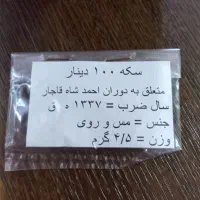 سکه ۱۰۰ دینار
متعلق به دوران احمد شاه قاجار
سال ضرب = ۱۳۳۷ ه ق
جنس = مس و روی
وزن = ۴/۵ گرم